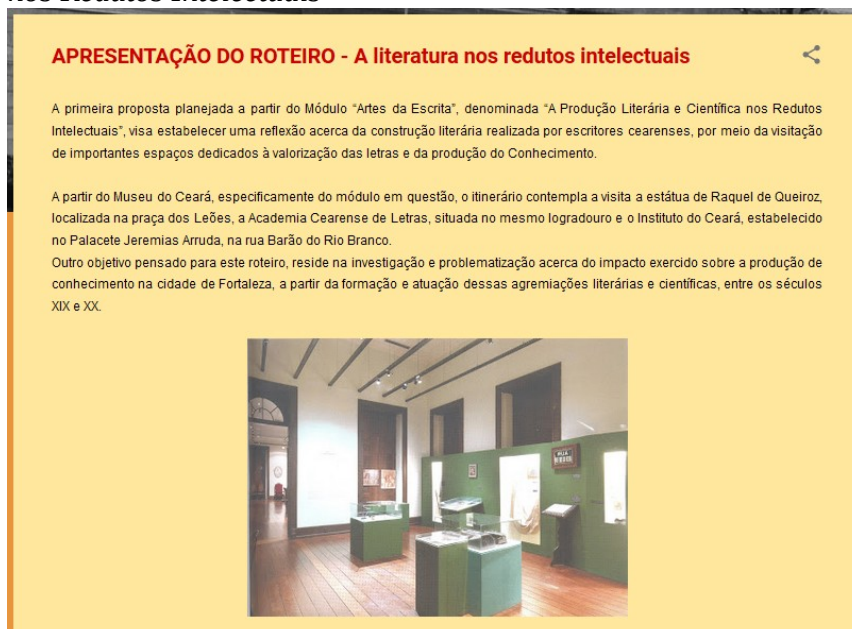 APRESENTAÇÃO DO ROTEIRO - A literatura nos redutos intelectuais
A primeira proposta planejada a partir do Módulo “Artes da Escrita”, denominada “A Produção Literária e Científica nos Redutos
Intelectuais”, visa estabelecer uma reflexão acerca da construção literária realizada por escritores cearenses, por meio da visitação
de importantes espaços dedicados à valorização das letras e da produção do Conhecimento.
A partir do Museu do Ceará, especificamente do módulo em questão, o itinerário contempla a visita a estátua de Raquel de Queiroz,
localizada na praça dos Leões, a Academia Cearense de Letras, situada no mesmo logradouro e o Instituto do Ceará, estabelecido
no Palacete Jeremias Arruda, na rua Barão do Rio Branco.
Outro objetivo pensado para este roteiro, reside na investigação e problematização acerca do impacto exercido sobre a produção de
conhecimento na cidade de Fortaleza, a partir da formação e atuação dessas agremiações literárias e científicas, entre os séculos
XIX e XX.